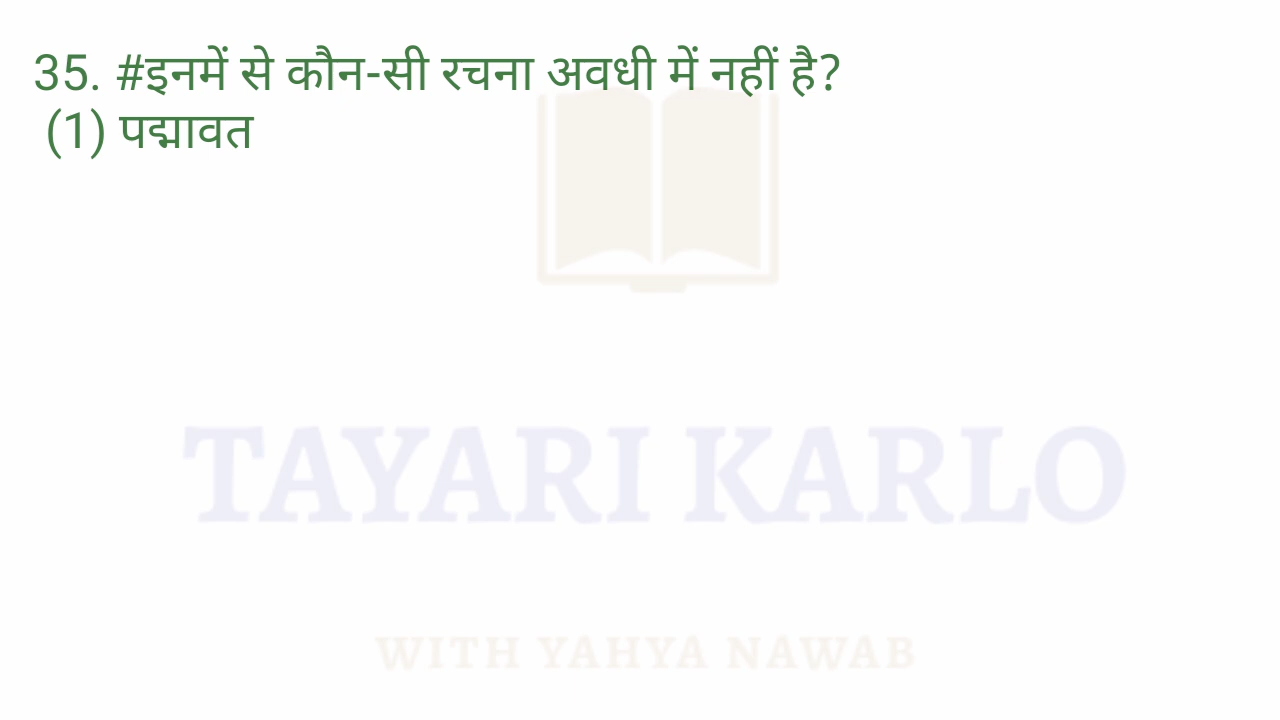 35. #इनमें से कौन-सी रचना अवधी में नहीं है?
(1) पद्मावत
TAYARI KARLO
WITH YAHYA NAWAB